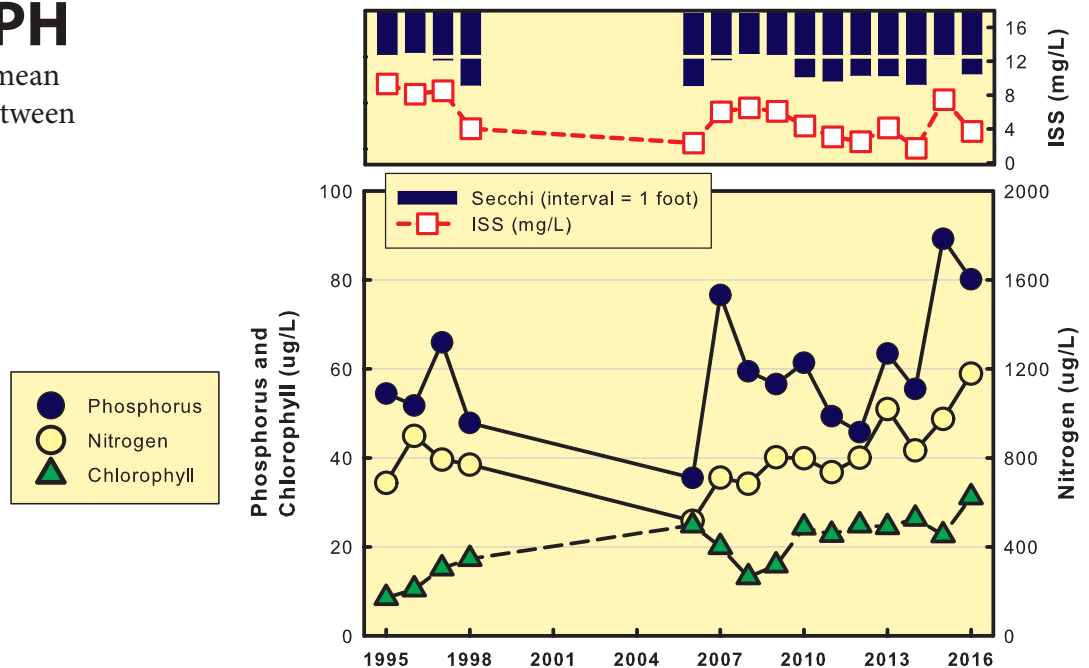 PH
mean
tween
16
12
8
4
0
ISS (mg/L)
Secchi (interval = 1 foot)
ISS (mg/L)
100
80
60
40
20
0
Phosphorus and
Chlorophyll (ug/L)
2000
1600
1200
800
400
0
Nitrogen (ug/L)
1995 1998 2001 2004 2007 2010 2013 2016
Phosphorus
Nitrogen
Chlorophyll